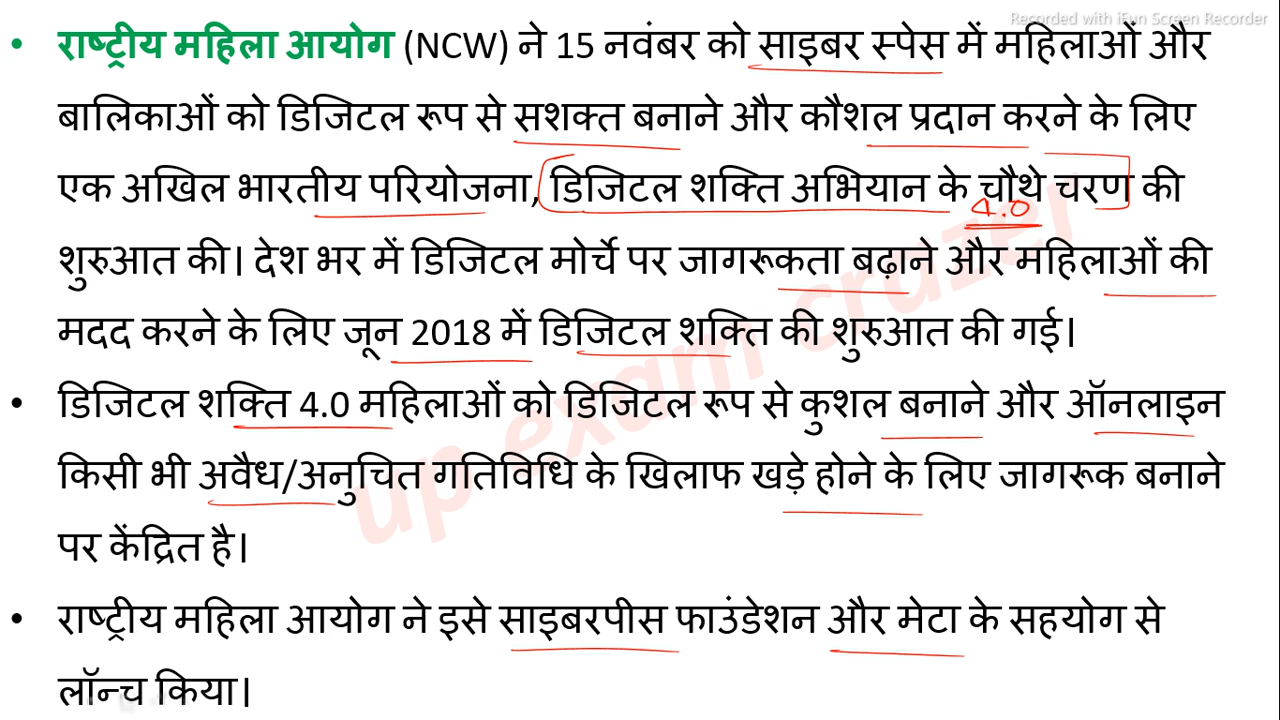 Recorded with iFun Screen Recorder
• राष्ट्रीय महिला आयोग (NCW) ने 15 नवंबर को साइबर स्पेस में महिलाओं और
बालिकाओं को डिजिटल रूप से सशक्त बनाने और कौशल प्रदान करने के लिए
एक अखिल भारतीय परियोजना, डिजिटल शक्ति अभियान के चौथे चरण की
4.0
शुरुआत की। देश भर में डिजिटल मोर्चे पर जागरूकता बढ़ाने और महिलाओं की
मदद करने के लिए जून 2018 में डिजिटल शक्ति की शुरुआत की गई।
• डिजिटल शक्ति 4.0 महिलाओं को डिजिटल रूप से कुशल बनाने और ऑनलाइन
किसी भी अवैध/अनुचित गतिविधि के खिलाफ खड़े होने के लिए जागरूक बनाने
पर केंद्रित है।
• राष्ट्रीय महिला आयोग ने इसे साइबरपीस फाउंडेशन और मेटा के सहयोग से
लॉन्च किया।
up exam cruzel